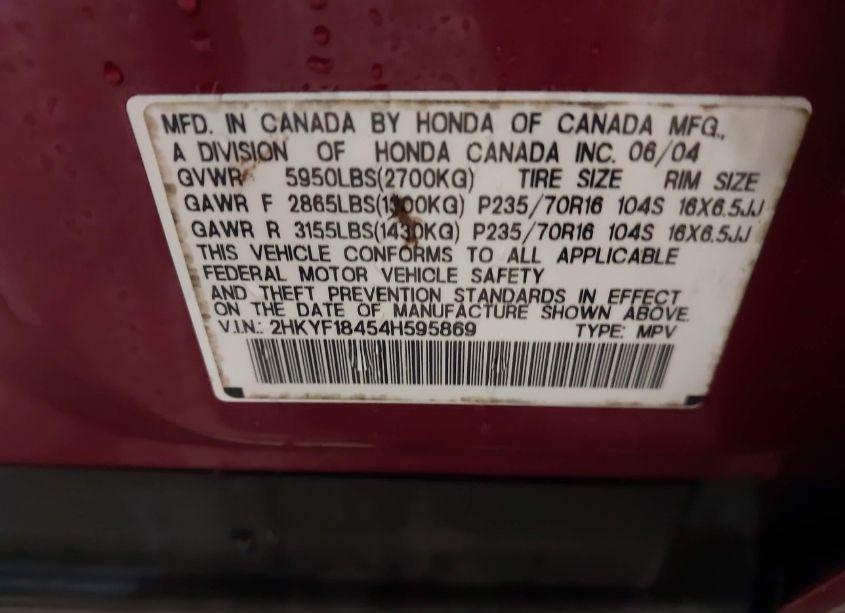 MFD. IN CANADA BY HONDA OF CANADA MFG.,
A DIVISION OF HONDA CANADA INC. 06/04
GVWR 5950LBS(2700KG) TIRE SIZE RIM SIZE
GAWR F 2865LBS(1300KG) P235/70R16 104S 16X6.5JJ
GAWR R 3155LBS(1430KG) P235/70R16 104S 16X6.5JJ
THIS VEHICLE CONFORMS TO ALL APPLICABLE
FEDERAL MOTOR VEHICLE SAFETY
AND THEFT PREVENTION STANDARDS IN EFFECT
ON THE DATE OF MANUFACTURE SHOWN ABOVE.
V.I.N.: 2HKYF18454H595869 TYPE: MPV